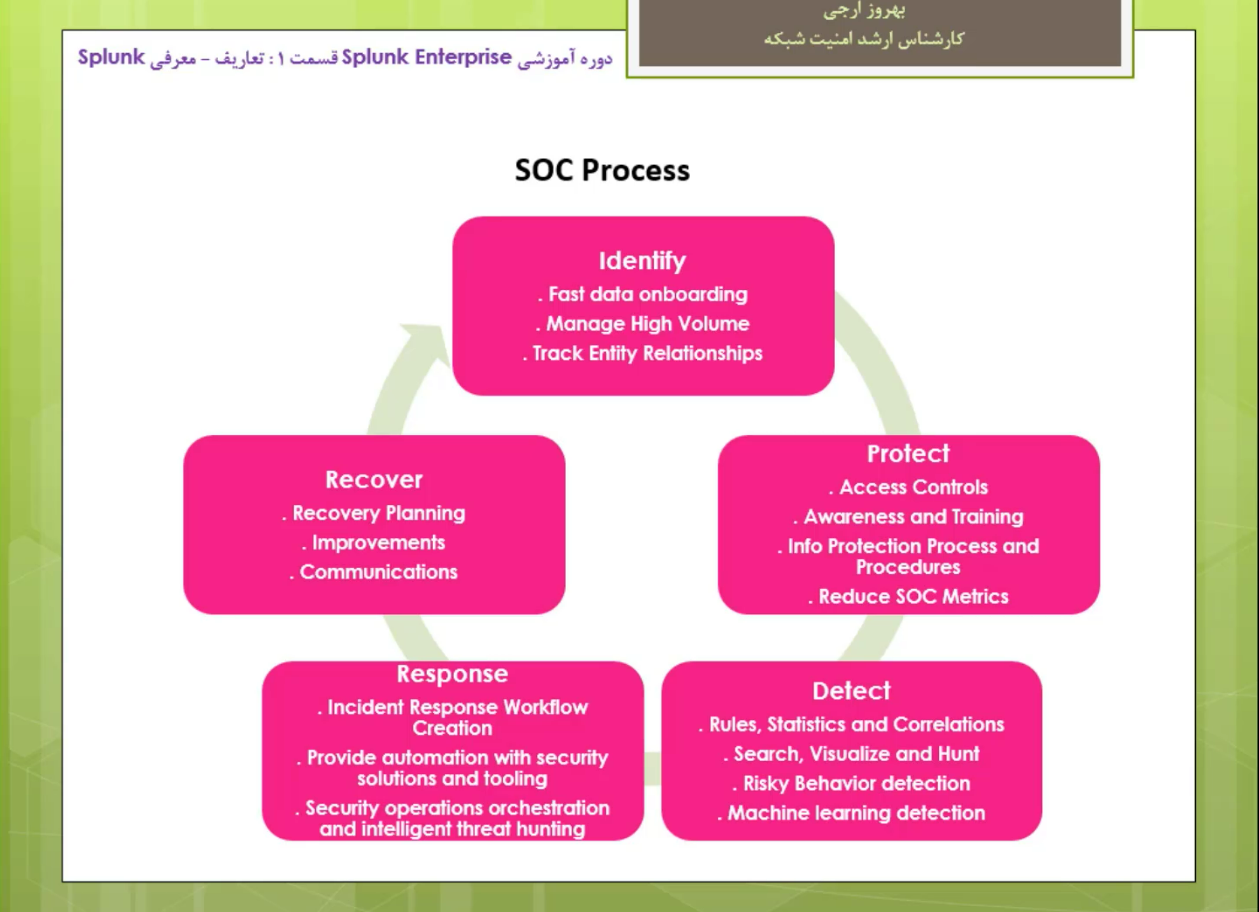 بهروز ارجی
کارشناس ارشد امنیت شبکه
دوره آموزشی Splunk Enterprise قسمت ۱ : تعاریف - معرفی Splunk
SOC Process
Identify
. Fast data onboarding
. Manage High Volume
. Track Entity Relationships
Protect
. Access Controls
. Awareness and Training
. Info Protection Process and
Procedures
. Reduce SOC Metrics
Detect
. Rules, Statistics and Correlations
. Search, Visualize and Hunt
. Risky Behavior detection
. Machine learning detection
Response
. Incident Response Workflow
Creation
. Provide automation with security
solutions and tooling
. Security operations orchestration
and intelligent threat hunting
Recover
. Recovery Planning
. Improvements
. Communications